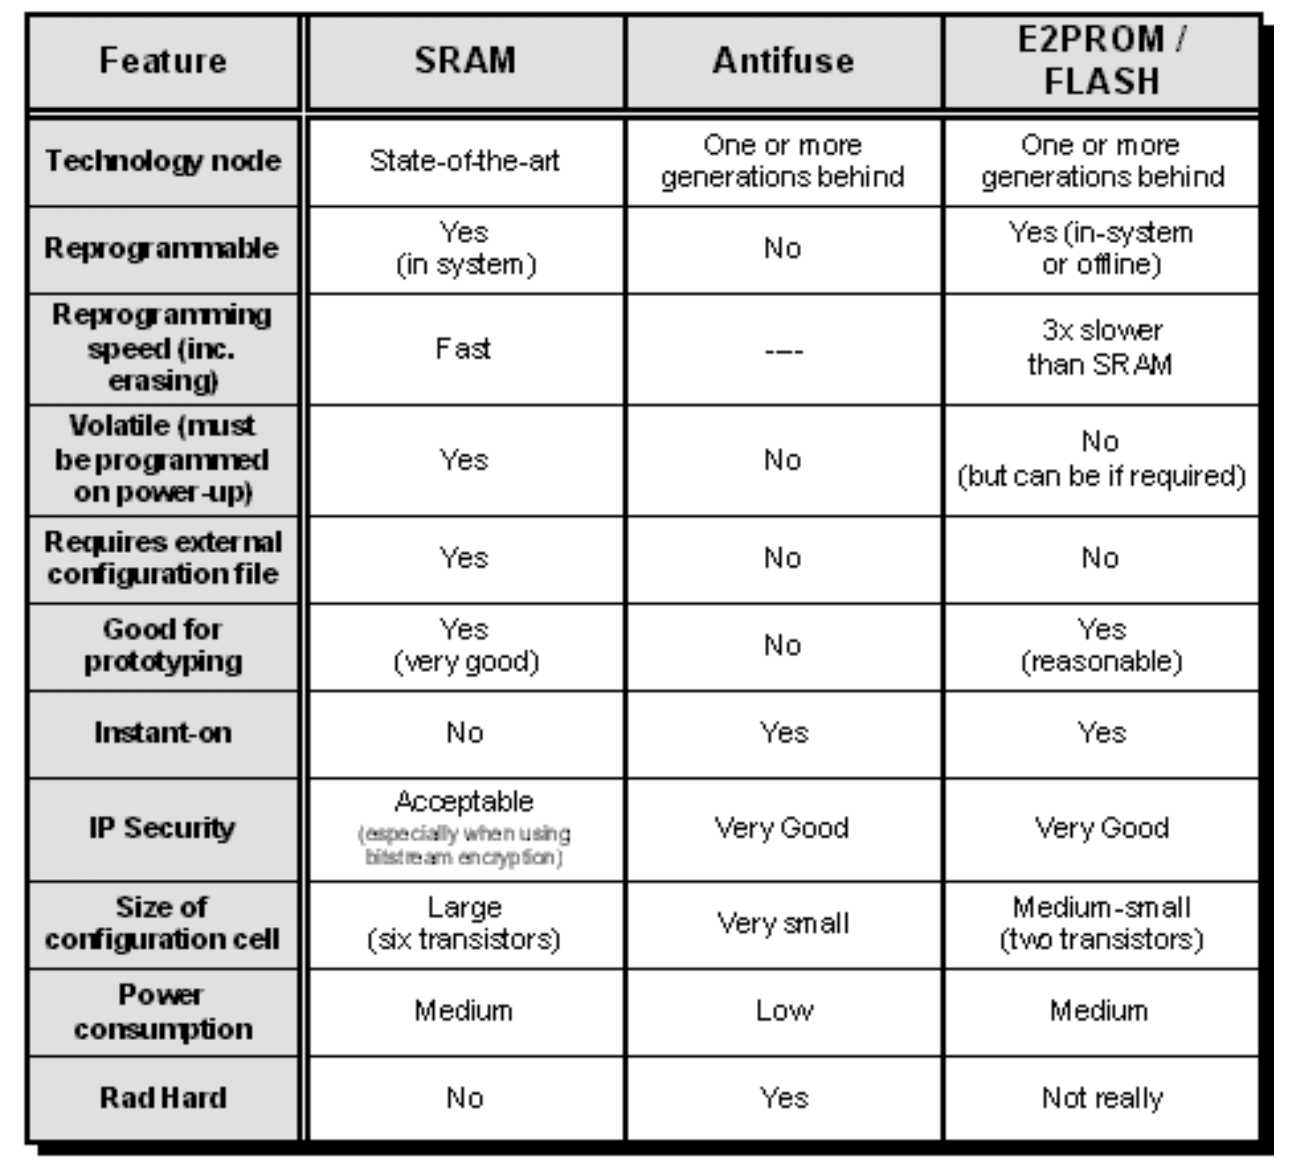 Feature SRAM Antifuse E2PROM / FLASH
Technology node State-of-the-art One or more generations behind One or more generations behind
Reprogrammable Yes (in system) No Yes (in-system or offline)
Reprogramming speed (inc. erasing) Fast ---- 3x slower than SRAM
Volatile (must be programmed on power-up) Yes No No (but can be if required)
Requires external configuration file Yes No No
Good for prototyping Yes (very good) No Yes (reasonable)
Instant-on No Yes Yes
IP Security Acceptable (especially when using bitstream encryption) Very Good Very Good
Size of configuration cell Large (six transistors) Very small Medium-small (two transistors)
Power consumption Medium Low Medium
Rad Hard No Yes Not really